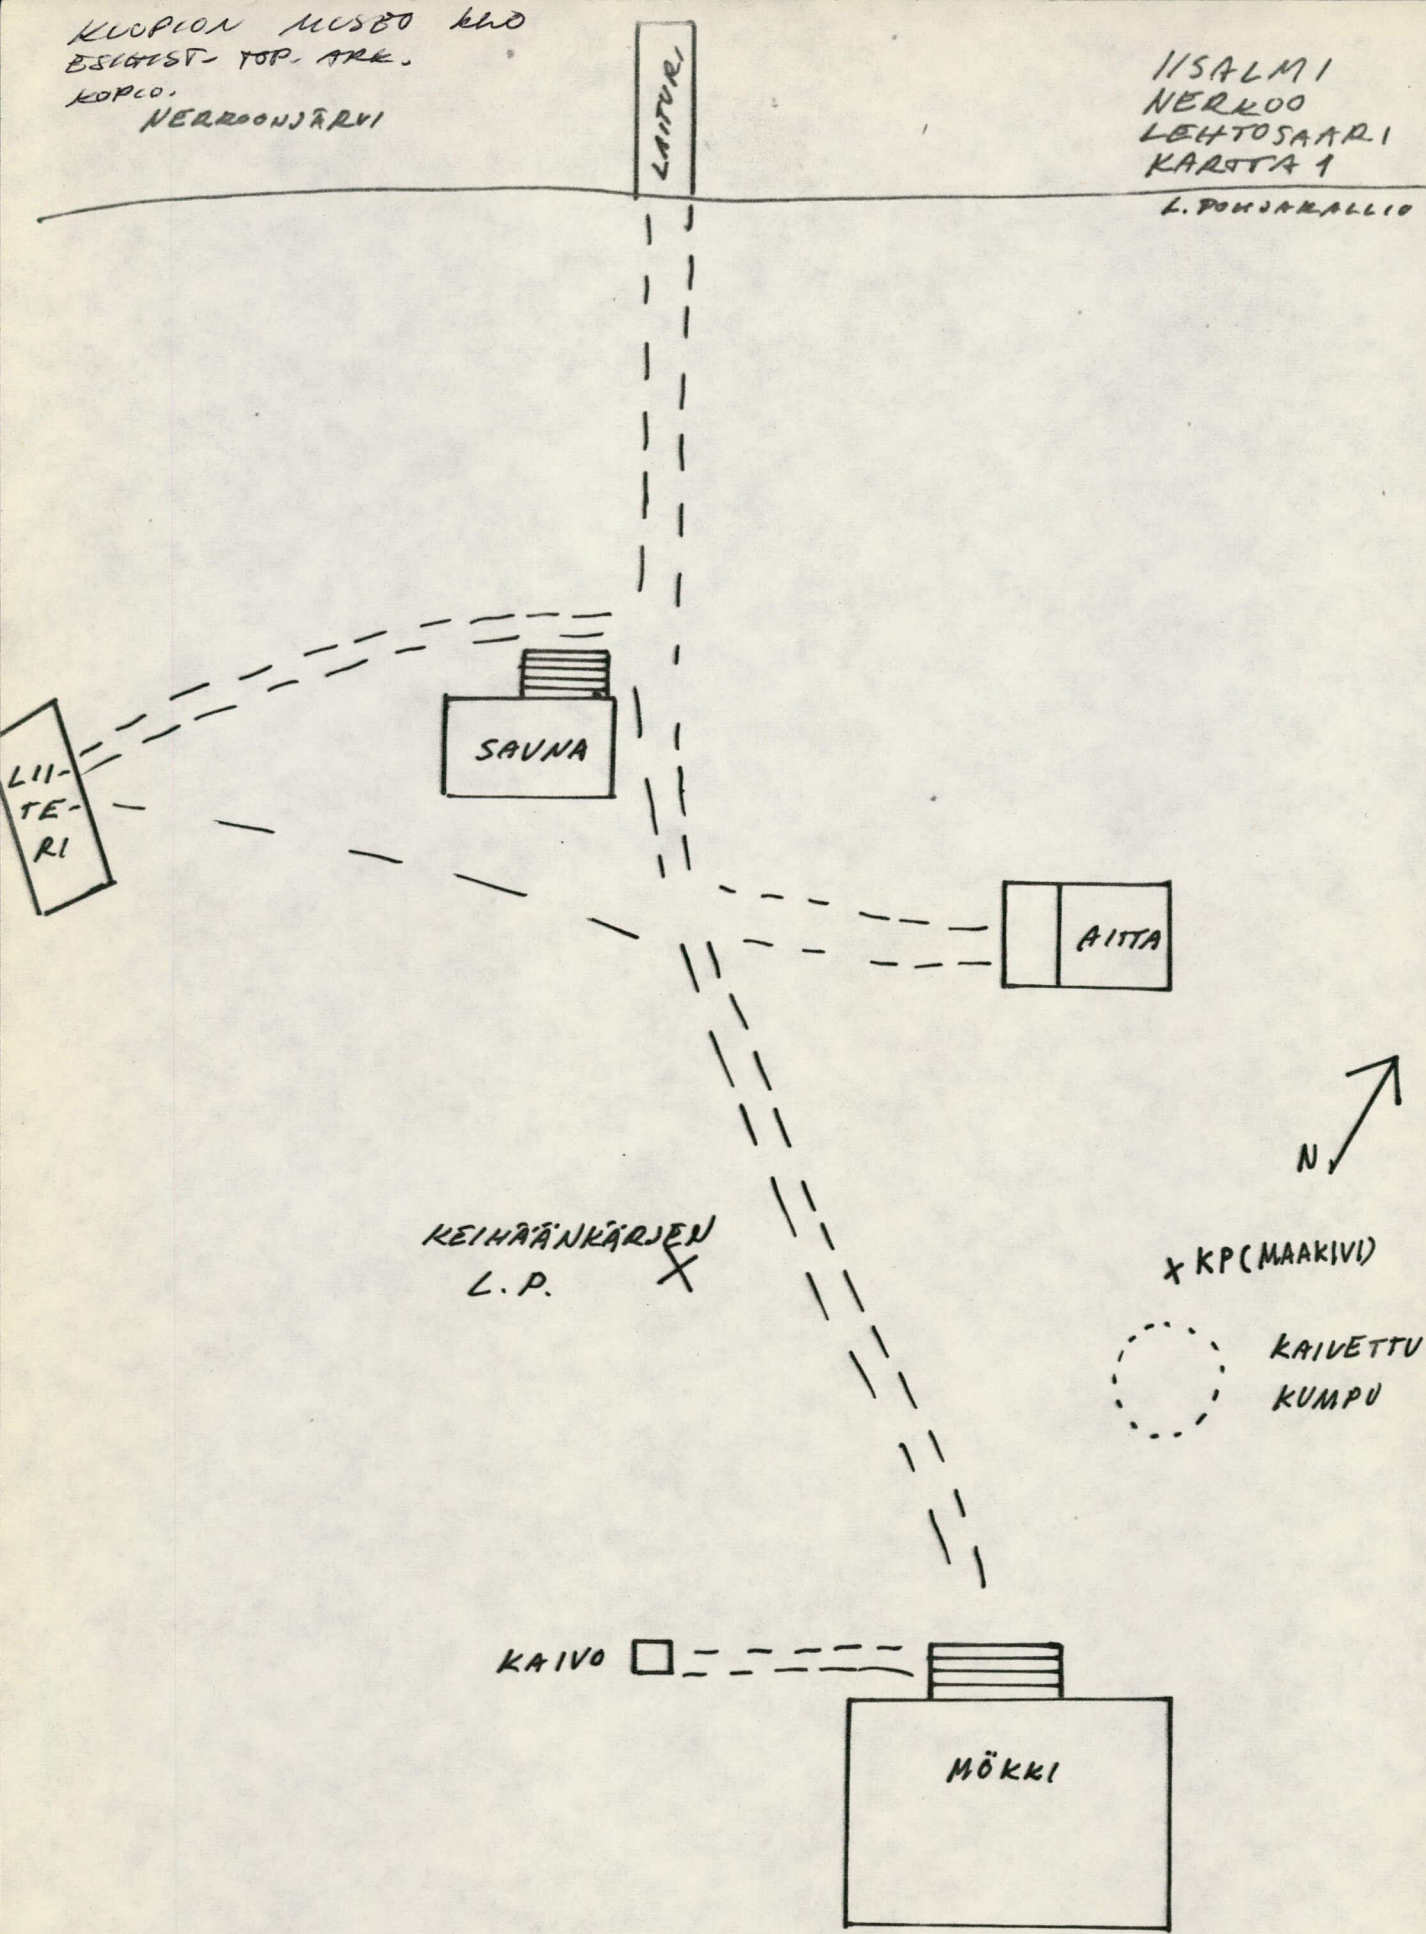 KUOPION MUSEO KHO
ESIHIST- TOP. ARK.
KOPIO.
NERKOONJÄRVI
LAITURI
IISALMI
NERKOO
LEHTOSAARI
KARTTA 1
L. POHJAKALLIO
SAUNA
LII-
TE-
RI
AITTA
N
KEIHÄÄNKÄRJEN
L. P.
X
x KP (MAAKIVI)
KAIVETTU
KUMPU
KAIVO
MÖKKI